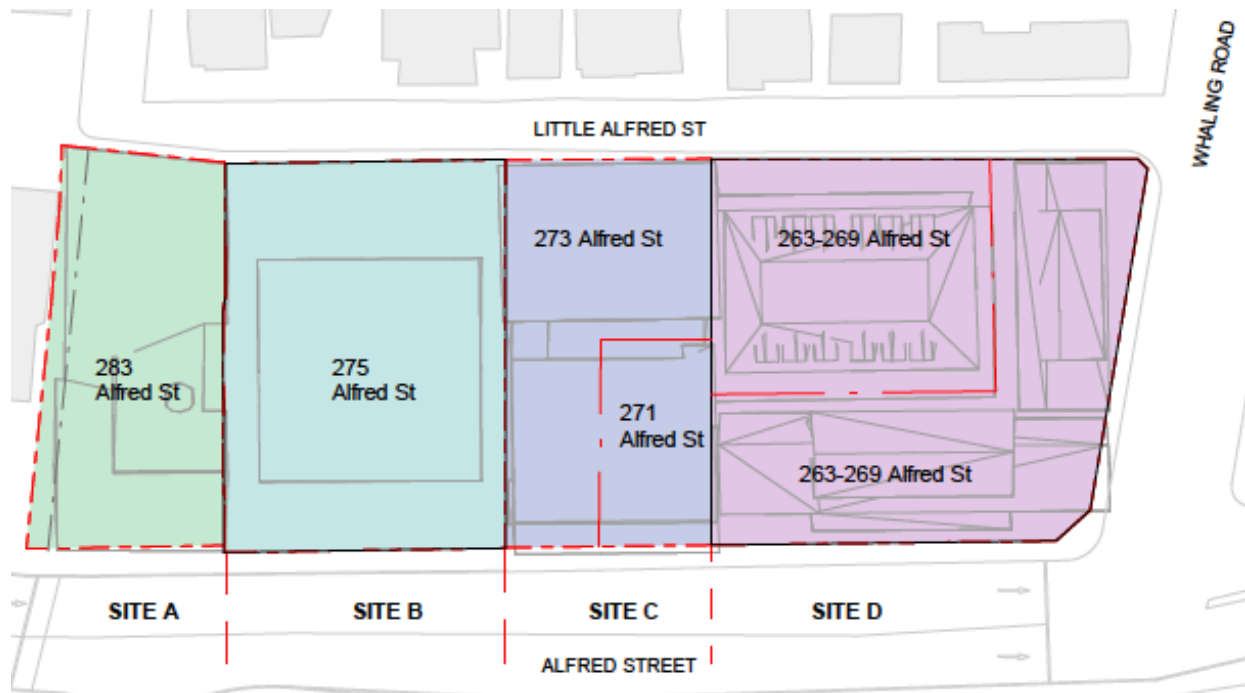 LITTLE ALFRED ST
WHALING ROAD
273 Alfred St
263-269 Alfred St
283
Alfred St
275
Alfred St
271
Alfred St
263-269 Alfred St
SITE A
SITE B
SITE C
SITE D
ALFRED STREET